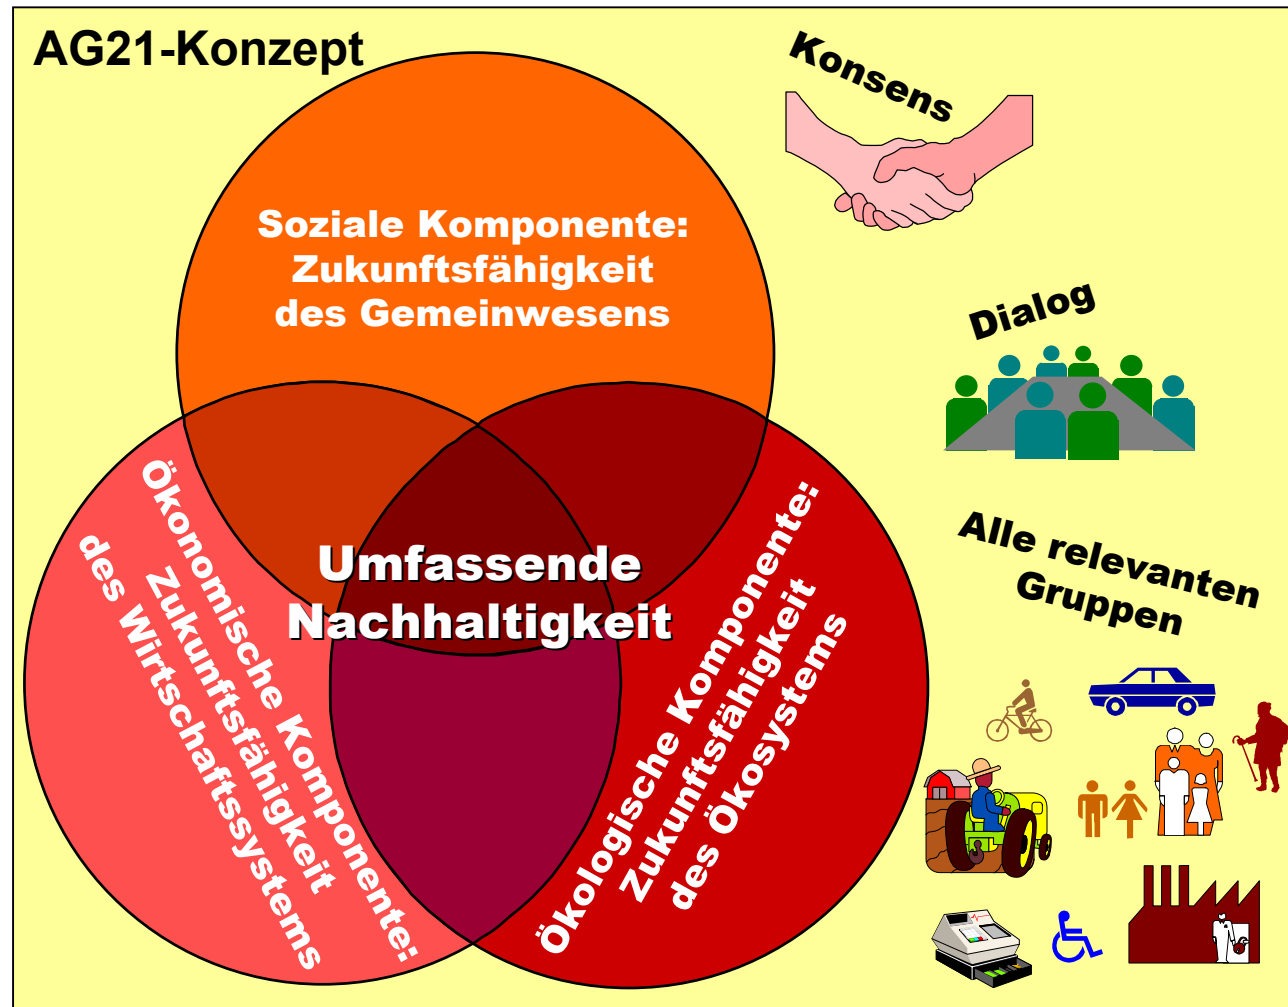 AG21-Konzept
Konsens
Soziale Komponente:
Zukunftsfähigkeit
des Gemeinwesens
Dialog
Ökonomische Komponente:
Zukunftsfähigkeit
des Wirtschaftssystems
Umfassende
Nachhaltigkeit
Ökologische Komponente:
Zukunftsfähigkeit
des Ökosystems
Alle relevanten
Gruppen